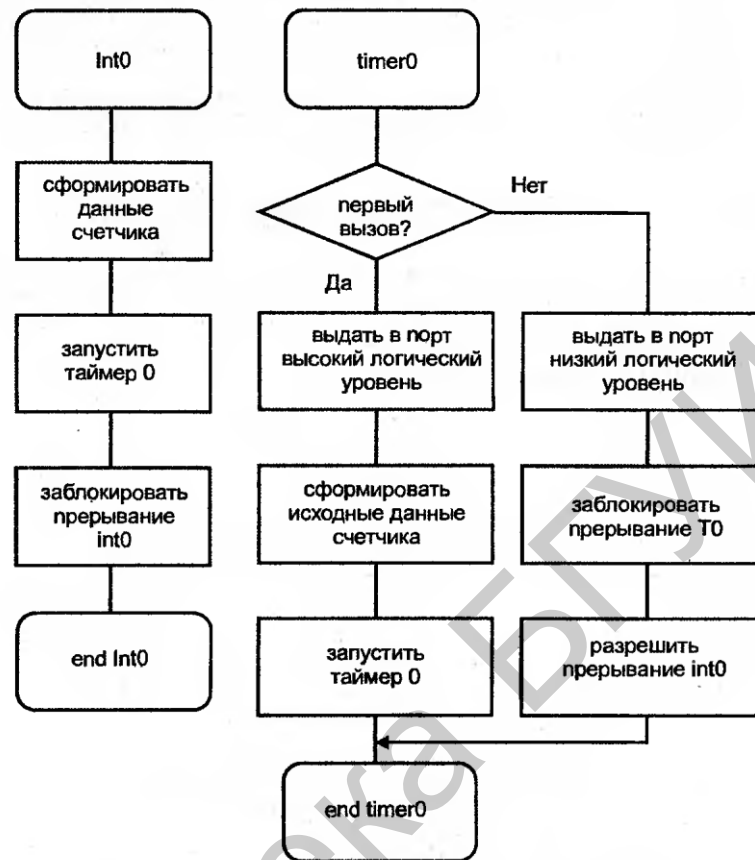 Int0
сформировать
данные
счетчика
запустить
таймер 0
заблокировать
прерывание
int0
end Int0
timer0
первый
вызов?
Да
Нет
выдать в порт
высокий логический
уровень
сформировать
исходные данные
счетчика
запустить
таймер 0
выдать в порт
низкий логический
уровень
заблокировать
прерывание Т0
разрешить
прерывание int0
end timer0